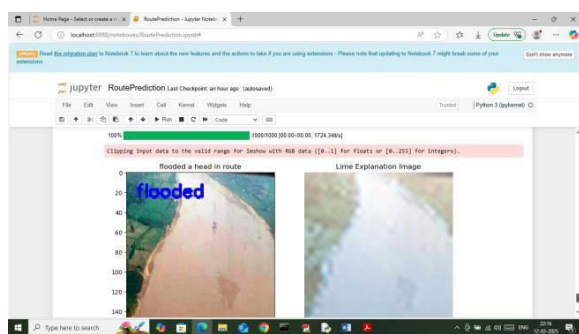 Home Page - Select or create a n
RoutePrediction - Jupyter Noteb
localhost:8888/notebooks/RoutePrediction.ipynb#
Update
Read the migration plan to Notebook 7 to learn about the new features and the actions to take if you are using extensions - Please note that updating to Notebook 7 might break some of your extensions.
Don't show anymore
jupyter RoutePrediction Last Checkpoint: an hour ago (autosaved)
Logout
File Edit View Insert Cell Kernel Widgets Help
Trusted
Python 3 (ipykernel)
Run
Code
100%
1000/1000 [00:00<00:00, 1724.34it/s]
Clipping input data to the valid range for imshow with RGB data ([0..1] for floats or [0..255] for integers).
flooded a head in route
Lime Explanation Image
flooded
0
20
40
60
80
100
120
140
Type here to search
ENG
22:16
12-03-2025